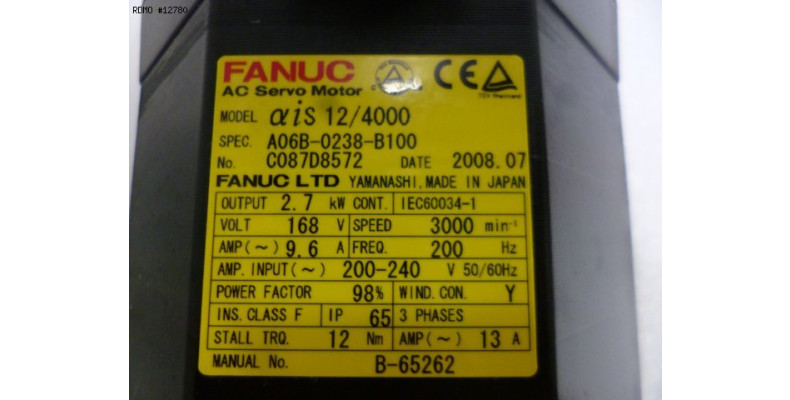 RDMO #12780
FANUC
AC Servo Motor
MODEL αiS 12/4000
SPEC. A06B-0238-B100
No. C087D8572 DATE 2008.07
FANUC LTD YAMANASHI, MADE IN JAPAN
OUTPUT 2.7 kW CONT. IEC60034-1
VOLT 168 V SPEED 3000 min⁻¹
AMP(~) 9.6 A FREQ. 200 Hz
AMP. INPUT(~) 200-240 V 50/60Hz
POWER FACTOR 98% WIND. CON. Y
INS. CLASS F IP 65 3 PHASES
STALL TRQ. 12 Nm AMP(~) 13 A
MANUAL No. B-65262